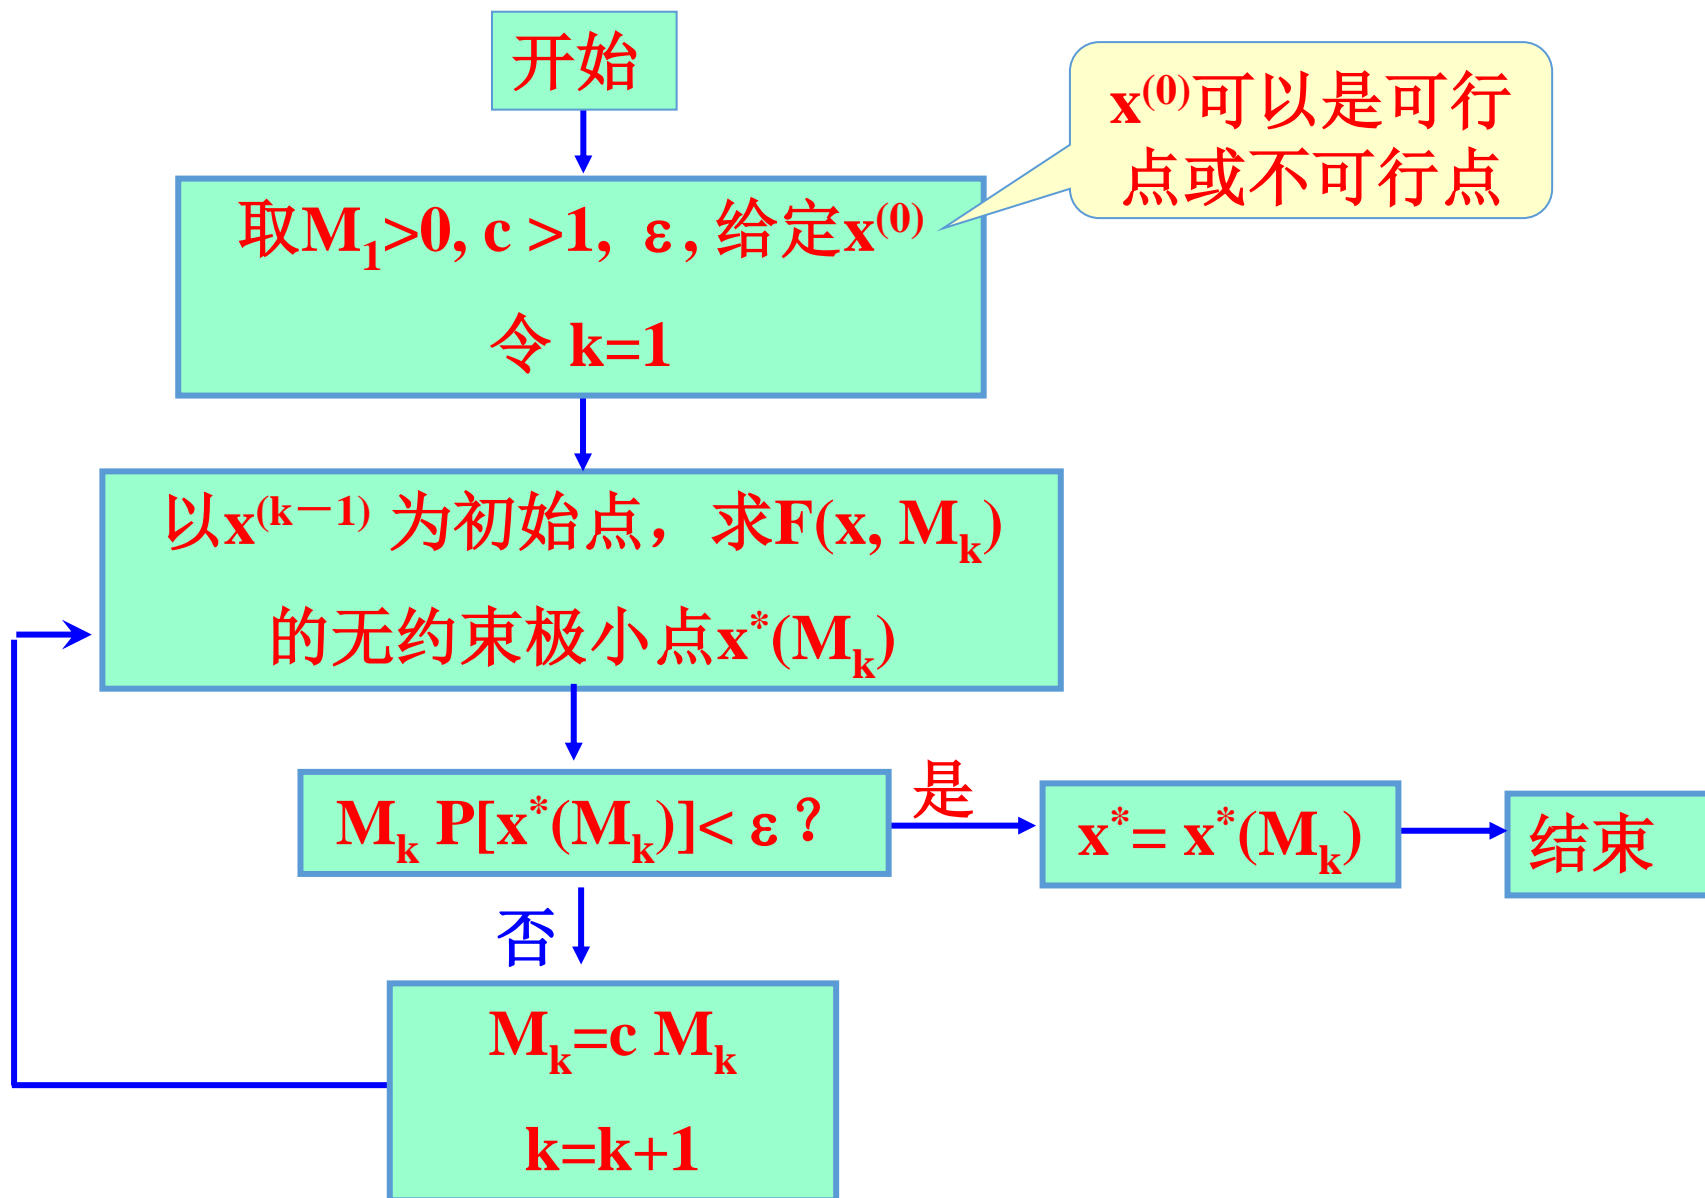 开始
x⁽⁰⁾可以是可行
点或不可行点
取M₁>0, c >1, ε, 给定x⁽⁰⁾
令 k=1
以x⁽ᵏ⁻¹⁾ 为初始点，求F(x, Mₖ)
的无约束极小点x*(Mₖ)
Mₖ P[x*(Mₖ)]< ε？
是
x*= x*(Mₖ)
结束
否
Mₖ=c Mₖ
k=k+1